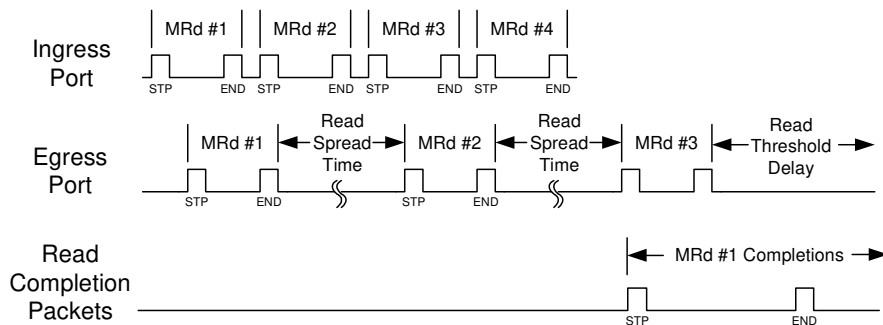 MRd #1 MRd #2 MRd #3 MRd #4
Ingress
Port
STP END STP END STP END STP END
MRd #1
Read
Spread
Time
MRd #2
Read
Spread
Time
MRd #3
Read
Threshold
Delay
Egress
Port
STP END STP END
Read
Completion
Packets
MRd #1 Completions
STP END